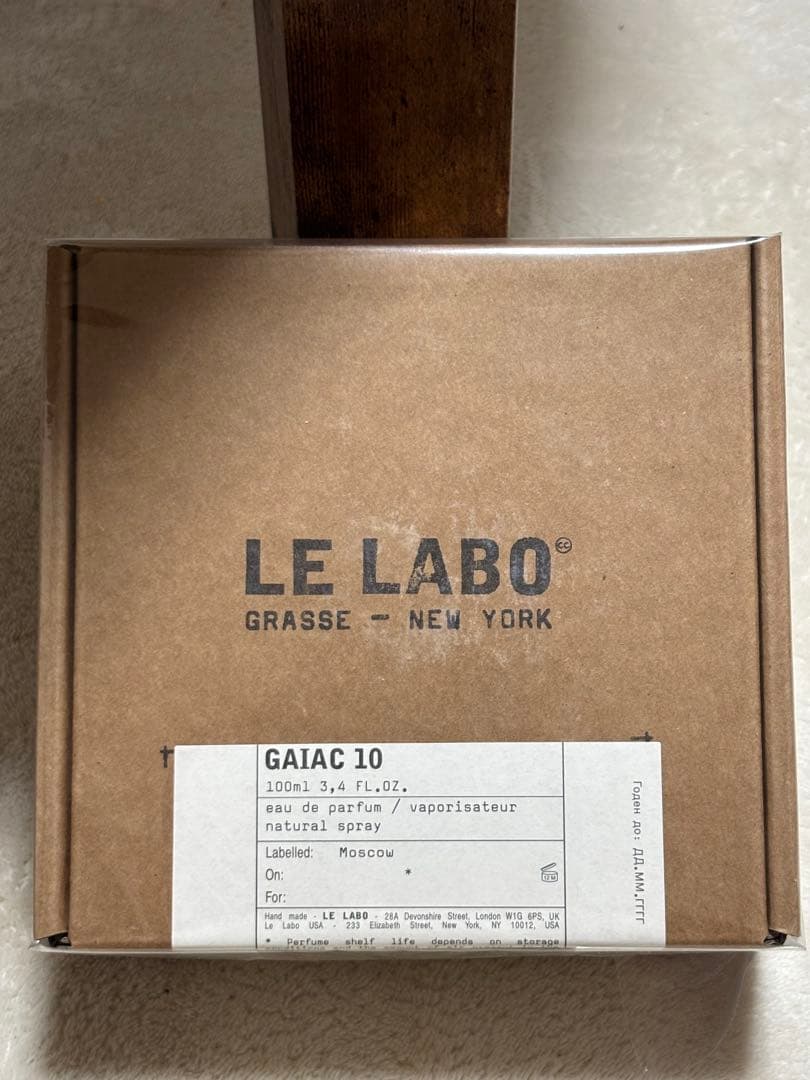 LE LABO
GRASSE - NEW YORK
GAIAC 10
100ml 3,4 FL.OZ.
eau de parfum / vaporisateur
natural spray
Labelled: Moscow
On: *
For:
12 M
Hand made - LE LABO - 28A Devonshire Street, London W1G 6PS, UK
Le Labo USA - 233 Elizabeth Street, New York, NY 10012, USA
* Perfume shelf life depends on storage
Годен до: ДД.ММ.ГГГГ